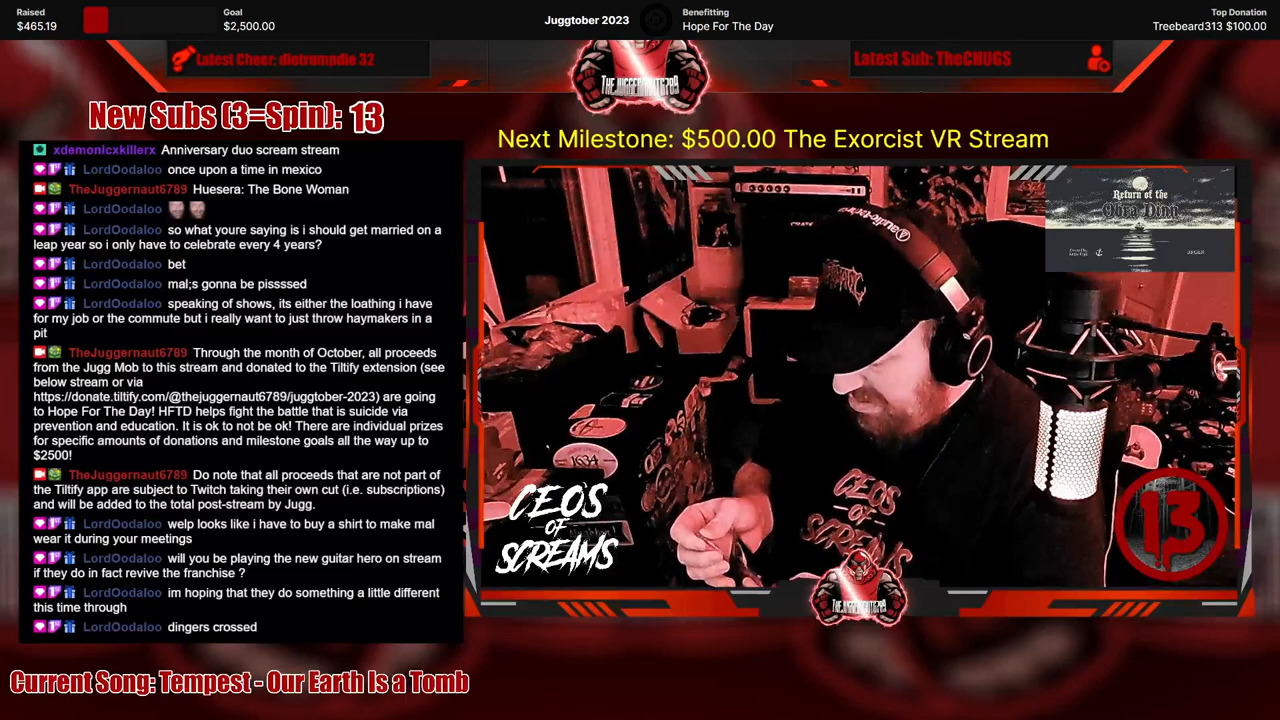 Raised
$465.19
Goal
$2,500.00
Juggtober 2023
Benefitting
Hope For The Day
Top Donation
Treebeard313 $100.00
Latest Cheer: dietrumpdie 32
THEJUGGERNAUT6789
Latest Sub: TheCHUGS
New Subs (3=Spin): 13
Next Milestone: $500.00 The Exorcist VR Stream
xdemonicxkillerx Anniversary duo scream stream
LordOodaloo once upon a time in mexico
TheJuggernaut6789 Huesera: The Bone Woman
LordOodaloo
LordOodaloo so what youre saying is i should get married on a
leap year so i only have to celebrate every 4 years?
LordOodaloo bet
LordOodaloo mal;s gonna be pisssssed
LordOodaloo speaking of shows, its either the loathing i have
for my job or the commute but i really want to just throw haymakers in a
pit
TheJuggernaut6789 Through the month of October, all proceeds
from the Jugg Mob to this stream and donated to the Tiltify extension (see
below stream or via
https://donate.tiltify.com/@thejuggernaut6789/juggtober-2023) are going
to Hope For The Day! HFTD helps fight the battle that is suicide via
prevention and education. It is ok to not be ok! There are individual prizes
for specific amounts of donations and milestone goals all the way up to
$2500!
TheJuggernaut6789 Do note that all proceeds that are not part of
the Tiltify app are subject to Twitch taking their own cut (i.e. subscriptions)
and will be added to the total post-stream by Jugg.
LordOodaloo welp looks like i have to buy a shirt to make mal
wear it during your meetings
LordOodaloo will you be playing the new guitar hero on stream
if they do in fact revive the franchise ?
LordOodaloo im hoping that they do something a little different
this time through
LordOodaloo dingers crossed
Return of the
Obra Dinn
audio-technica
1634
CEO'S
OF
SCREAMS
CEOS
OF
SCREAMS
13
THEJUGGERNAUT6789
Current Song: Tempest - Our Earth Is a Tomb